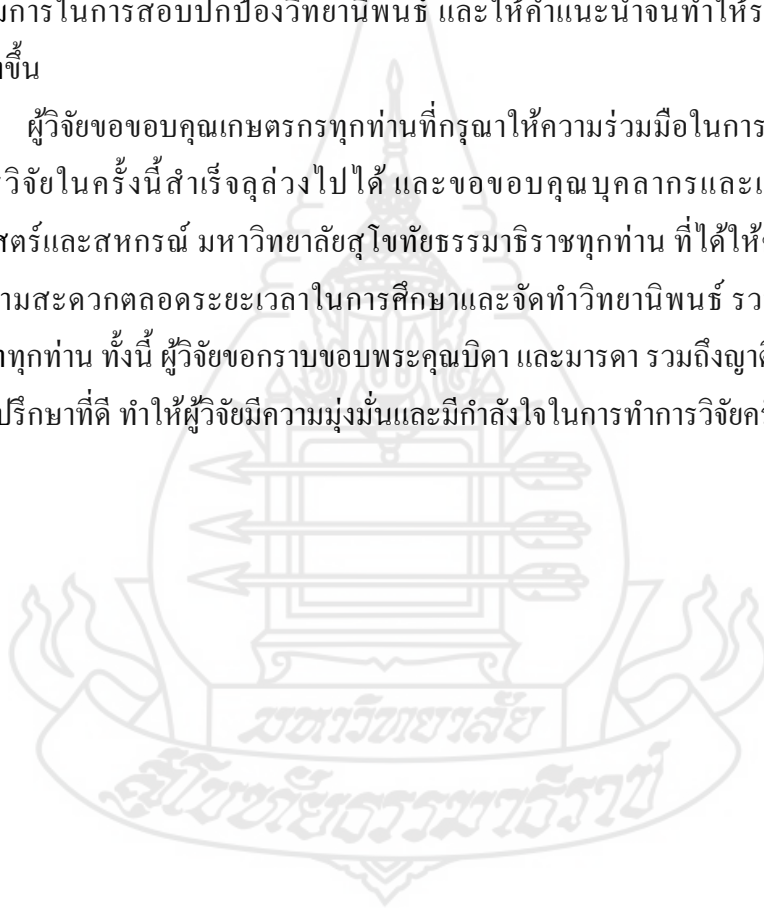 มการในการสอบปกป้องวิทยานิพนธ์ และให้คำแนะนำจนทำให้ร
ขึ้น
ผู้วิจัยขอขอบคุณเกษตรกรทุกท่านที่กรุณาให้ความร่วมมือในการ
วิจัยในครั้งนี้สำเร็จลุล่วงไปได้ และขอขอบคุณบุคลากรและเ
สตร์และสหกรณ์ มหาวิทยาลัยสุโขทัยธรรมาธิราชทุกท่าน ที่ได้ให้
ามสะดวกตลอดระยะเวลาในการศึกษาและจัดทำวิทยานิพนธ์ รว
ทุกท่าน ทั้งนี้ ผู้วิจัยขอกราบขอบพระคุณบิดา และมารดา รวมถึงญาติ
ปรึกษาที่ดี ทำให้ผู้วิจัยมีความมุ่งมั่นและมีกำลังใจในการทำการวิจัยคร
มหาวิทยาลัย
สุโขทัยธรรมาธิราช